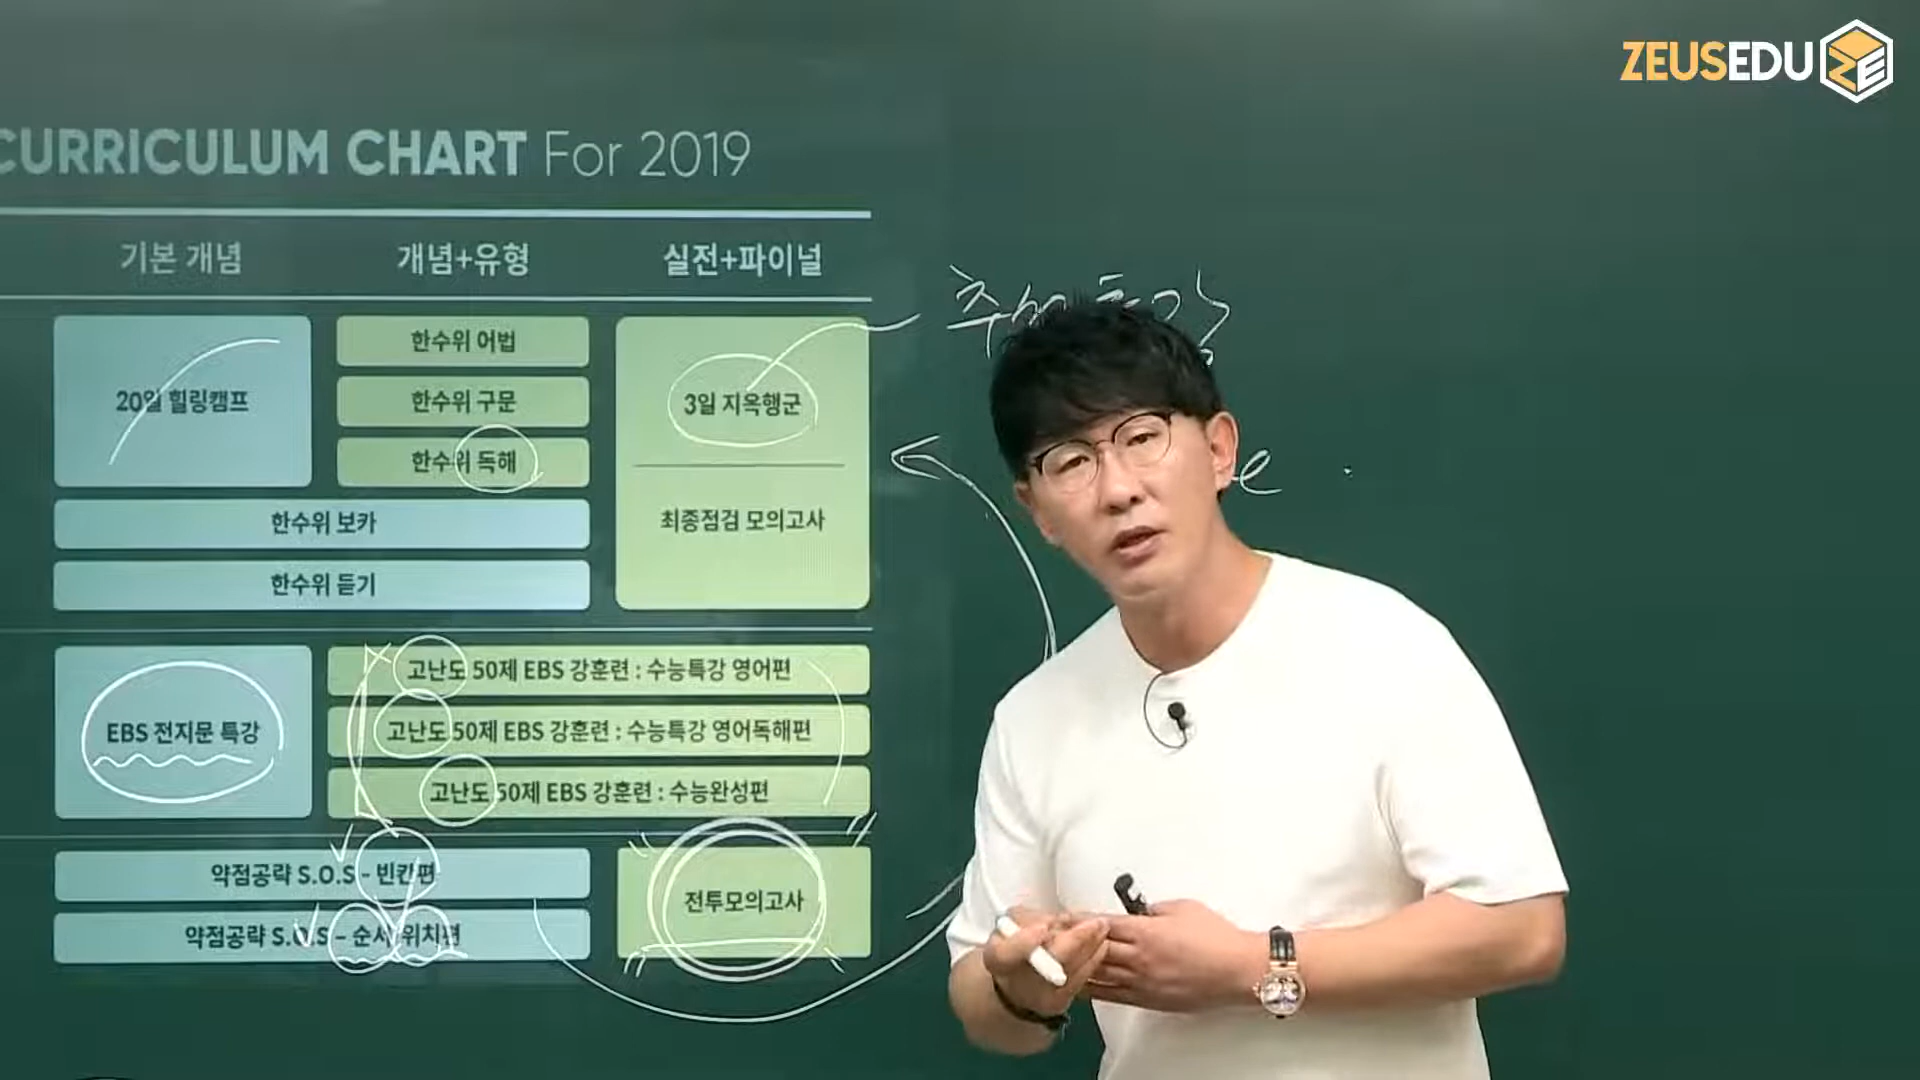 ZEUSEDU
CURRICULUM CHART For 2019
기본 개념
개념+유형
실전+파이널
20일 힐링캠프
한수위 어법
한수위 구문
한수위 독해
3일 지옥행군
최종점검 모의고사
한수위 보카
한수위 듣기
EBS 전지문 특강
고난도 50제 EBS 강훈련 : 수능특강 영어편
고난도 50제 EBS 강훈련 : 수능특강 영어독해편
고난도 50제 EBS 강훈련 : 수능완성편
약점공략 S.O.S - 빈칸편
약점공략 S.O.S - 순서 위치편
전투모의고사